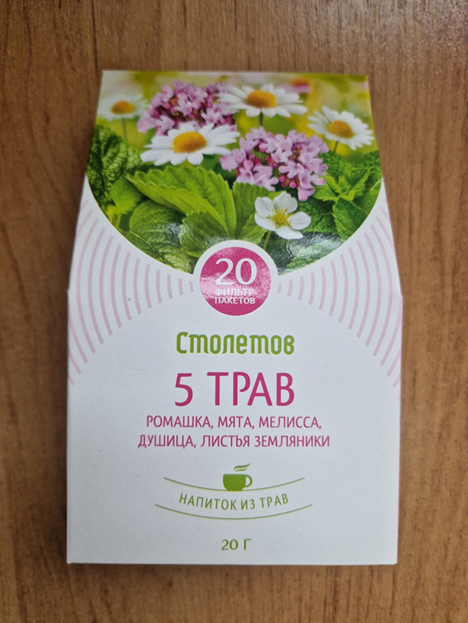 20
ФИЛЬТР-
ПАКЕТОВ
Столетов
5 ТРАВ
РОМАШКА, МЯТА, МЕЛИССА,
ДУШИЦА, ЛИСТЬЯ ЗЕМЛЯНИКИ
НАПИТОК ИЗ ТРАВ
20 Г